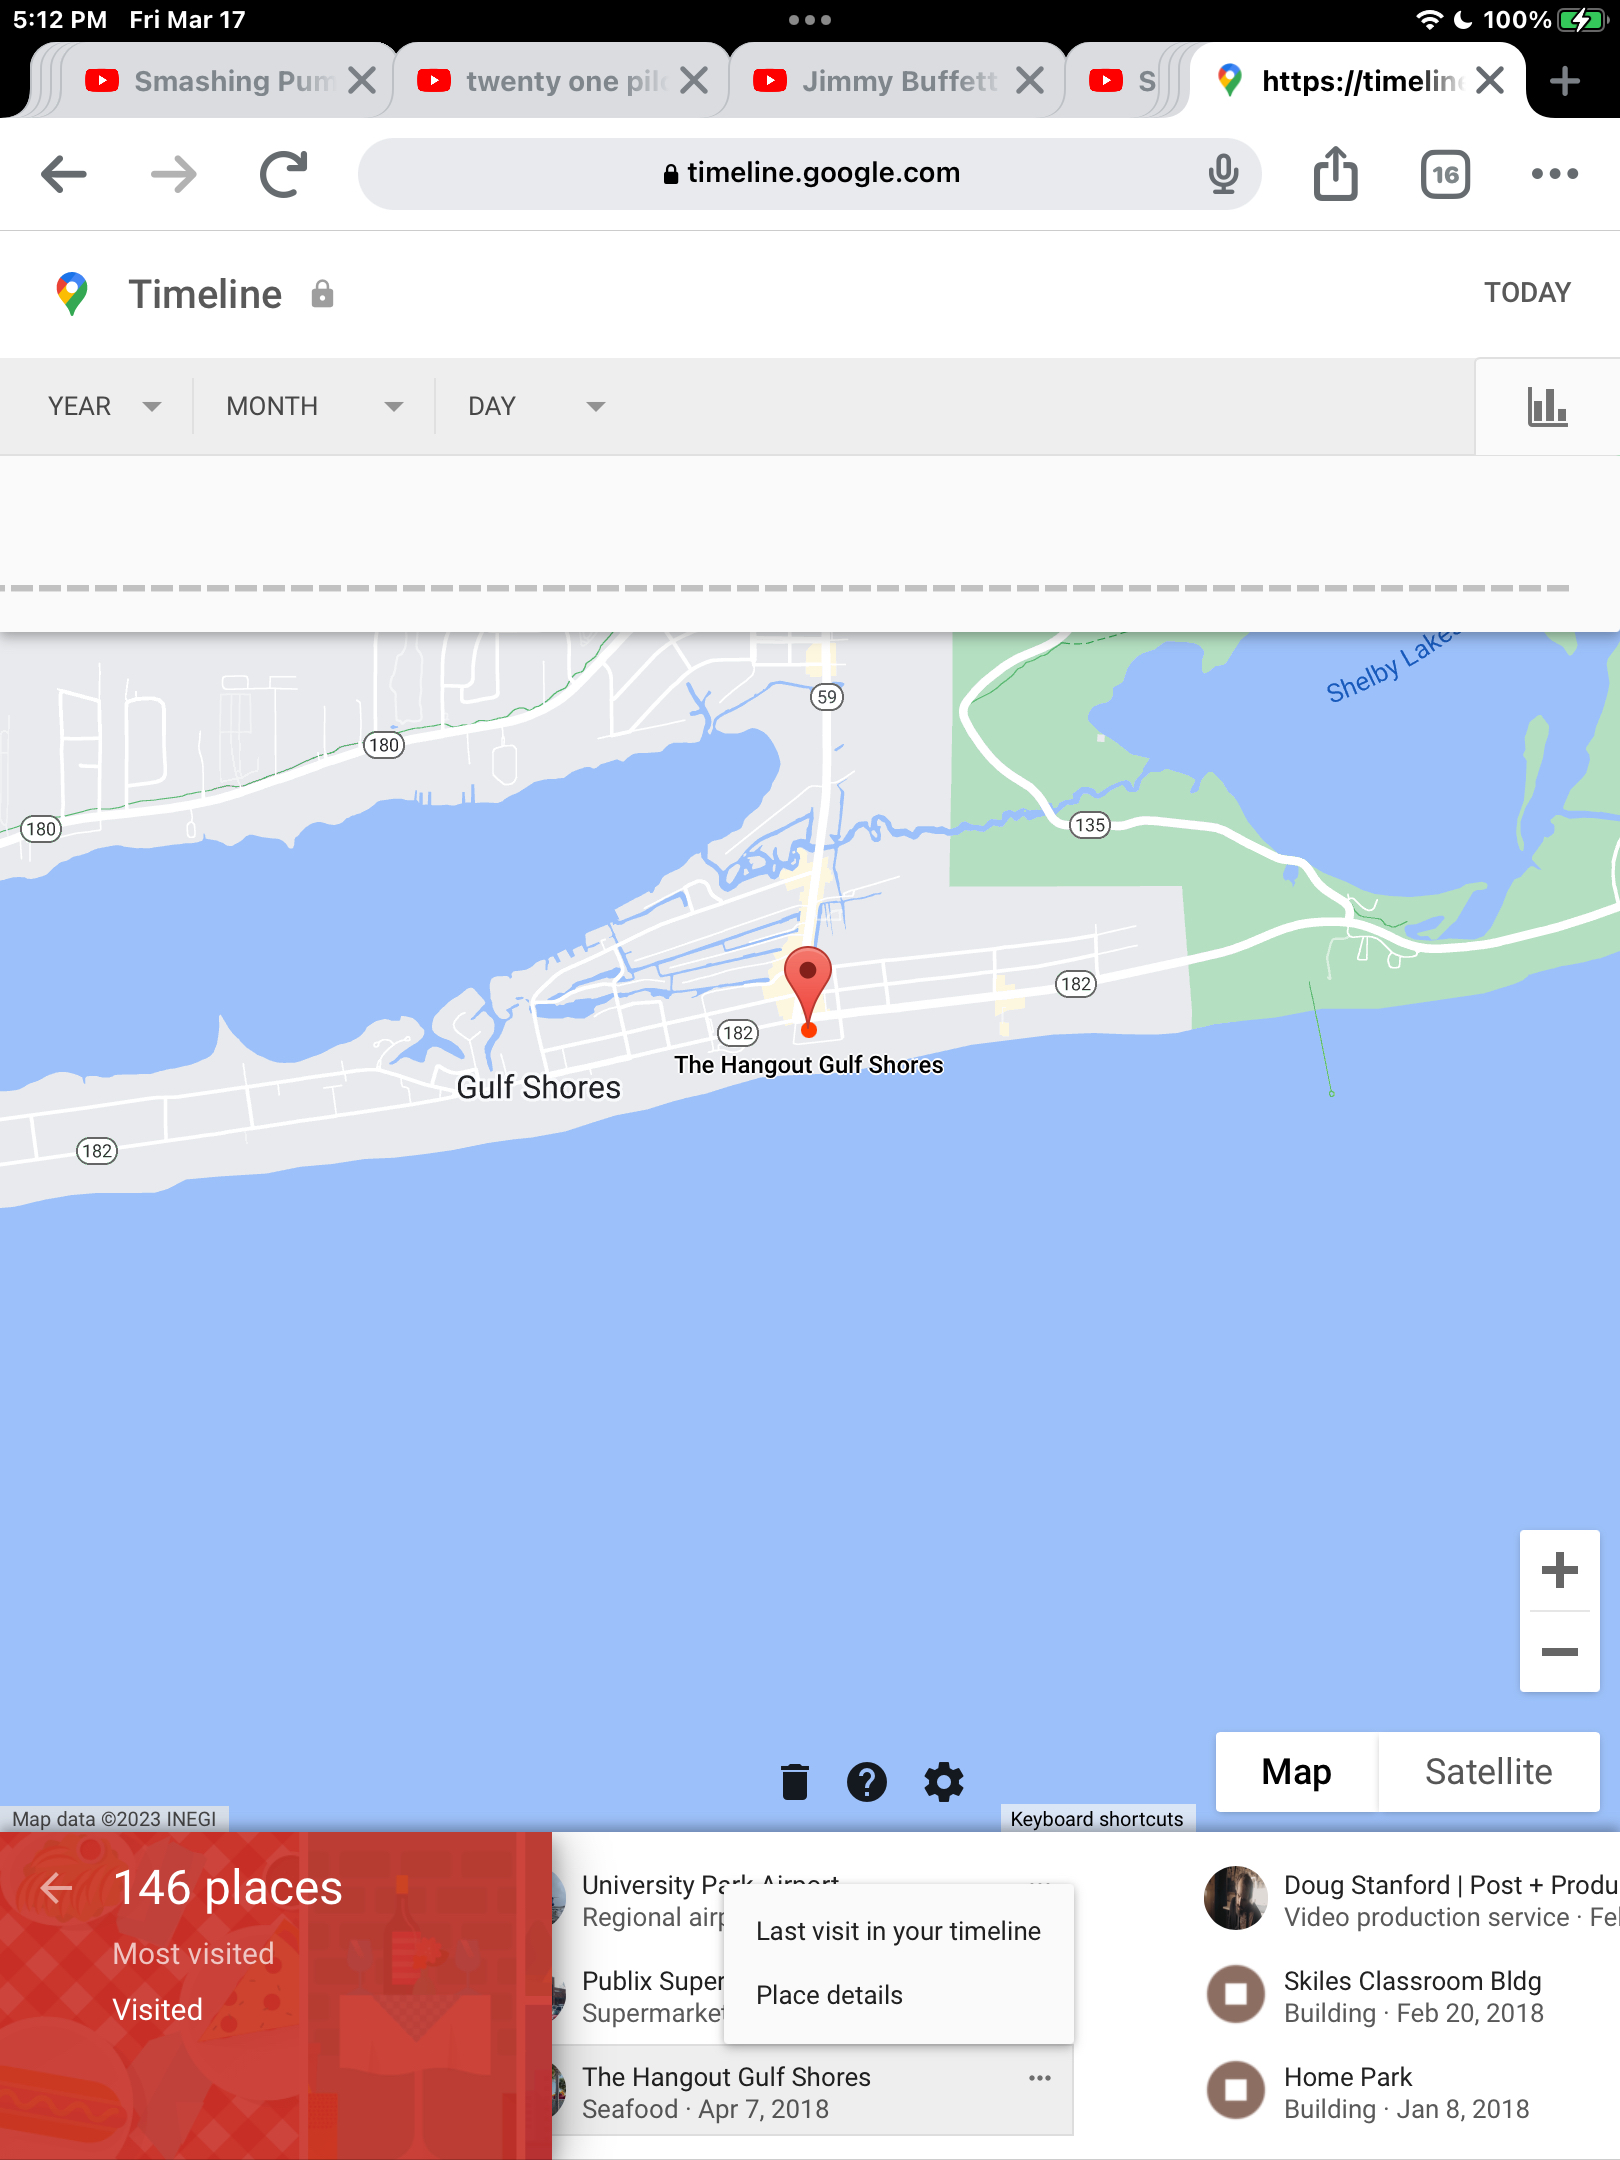 5:12 PM Fri Mar 17
100%
Smashing Pum
twenty one pil
Jimmy Buffett
S
https://timeline
timeline.google.com
16
Timeline
TODAY
YEAR
MONTH
DAY
Shelby Lakes
59
180
180
135
182
182
The Hangout Gulf Shores
Gulf Shores
182
Map
Satellite
Map data ©2023 INEGI
Keyboard shortcuts
146 places
Most visited
Visited
University Park Airport
Regional airp
Last visit in your timeline
Place details
Publix Super
Supermarket
The Hangout Gulf Shores
Seafood · Apr 7, 2018
Doug Stanford | Post + Produ
Video production service · Fe
Skiles Classroom Bldg
Building · Feb 20, 2018
Home Park
Building · Jan 8, 2018